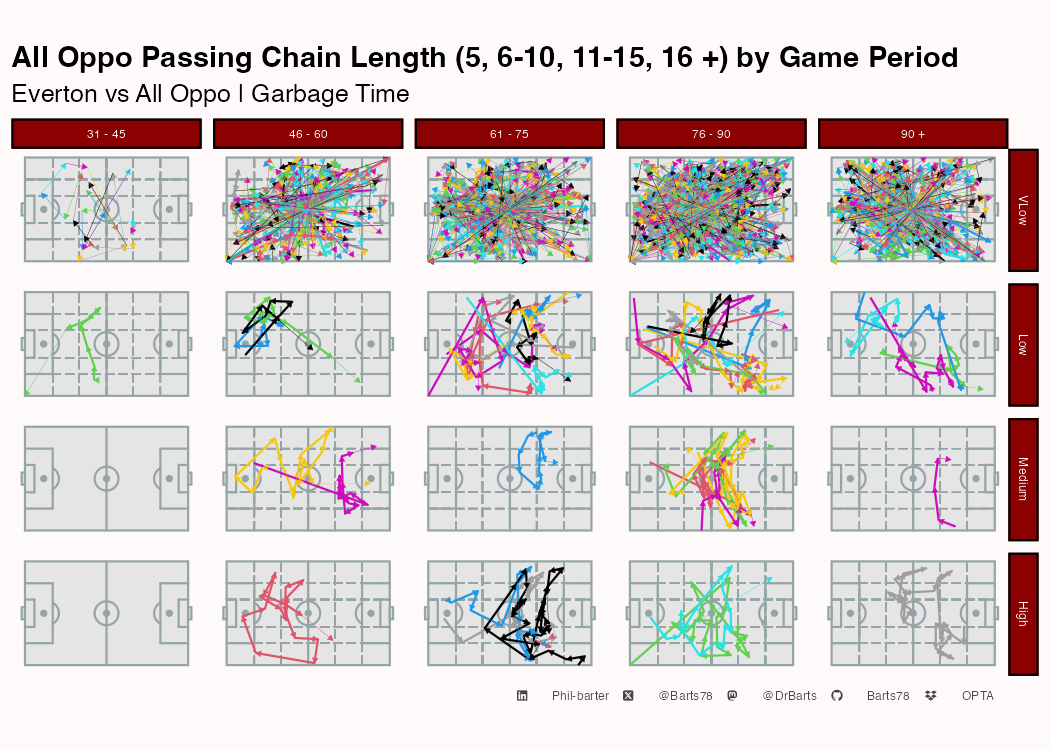 All Oppo Passing Chain Length (5, 6-10, 11-15, 16 +) by Game Period
Everton vs All Oppo I Garbage Time
31 - 45 46 - 60 61 - 75 76 - 90 90 +
VLow
Low
Medium
High
Phil-barter @Barts78 @DrBarts Barts78 OPTA